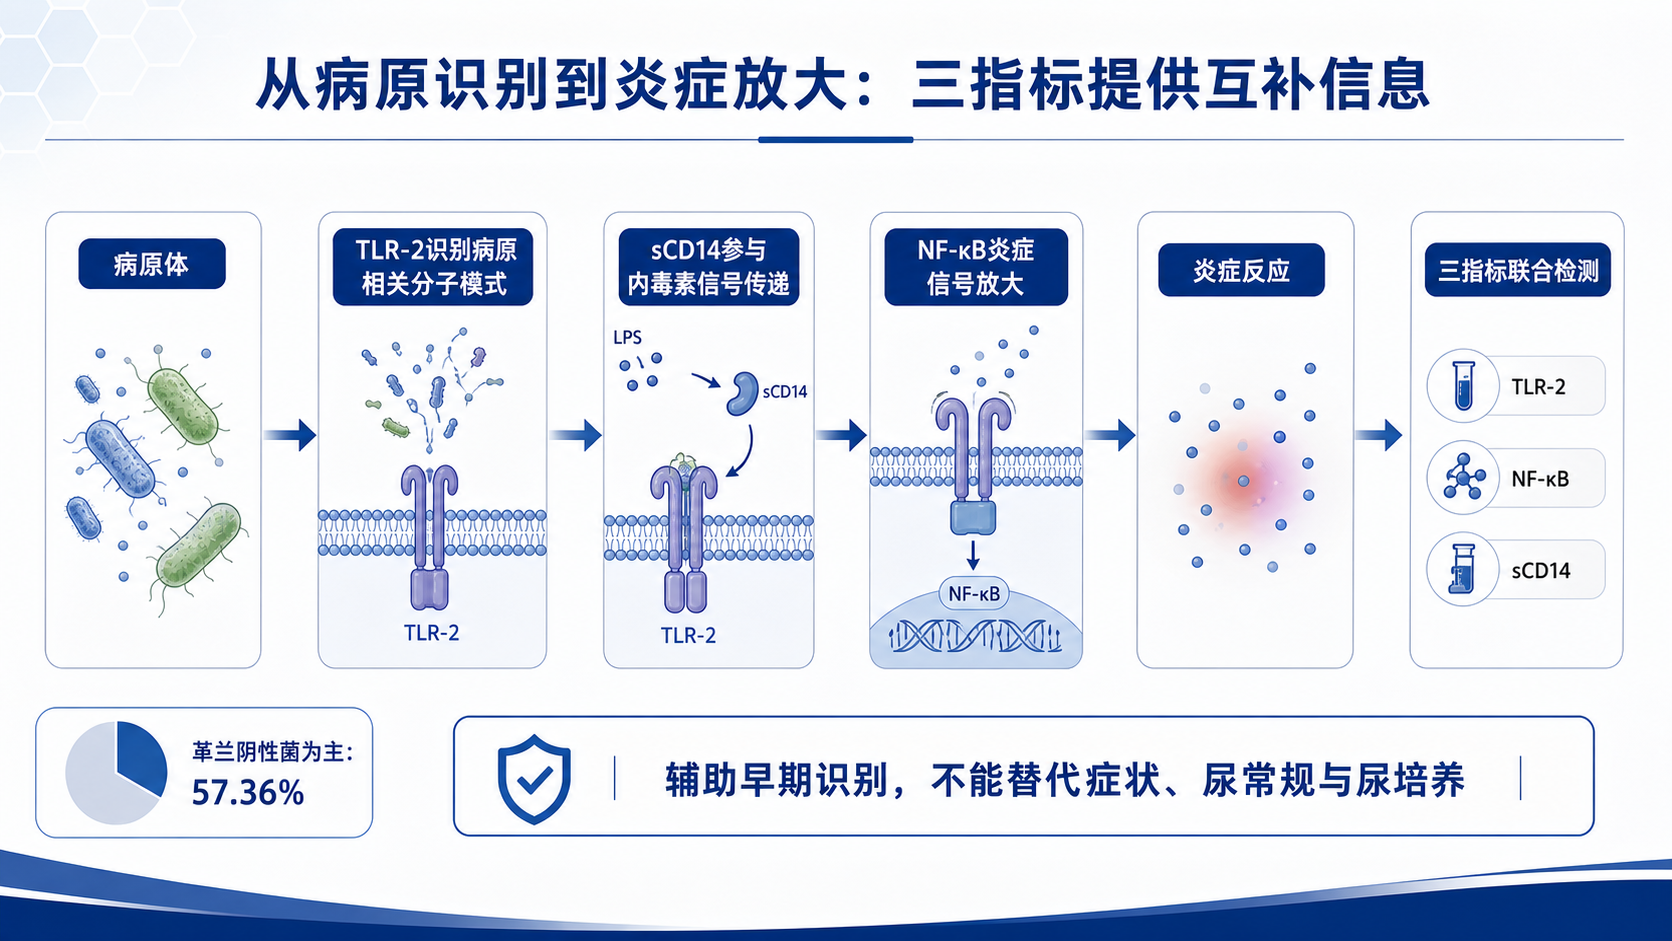 从病原识别到炎症放大：三指标提供互补信息
病原体
TLR-2识别病原
相关分子模式
TLR-2
sCD14参与
内毒素信号传递
LPS
sCD14
TLR-2
NF-κB炎症
信号放大
NF-κB
炎症反应
三指标联合检测
TLR-2
NF-κB
sCD14
革兰阴性菌为主：
57.36%
辅助早期识别，不能替代症状、尿常规与尿培养